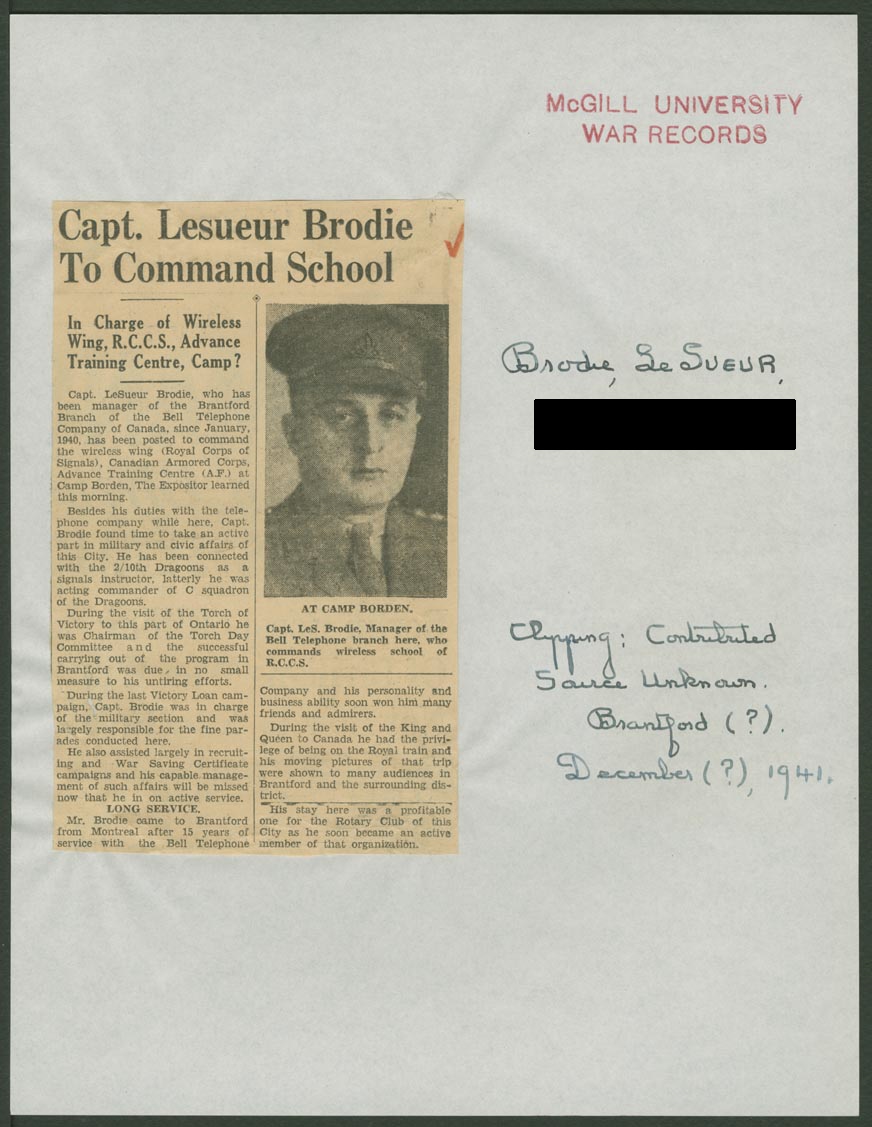 McGILL UNIVERSITY
WAR RECORDS
Capt. Lesueur Brodie
To Command School
In Charge of Wireless
Wing, R.C.C.S., Advance
Training Centre, Camp?
Capt. LeSueur Brodie, who has
been manager of the Brantford
Branch of the Bell Telephone
Company of Canada, since January,
1940, has been posted to command
the wireless wing (Royal Corps of
Signals), Canadian Armored Corps,
Advance Training Centre (A.F.) at
Camp Borden, The Expositor learned
this morning.
Besides his duties with the tele-
phone company while here, Capt.
Brodie found time to take an active
part in military and civic affairs of
this City. He has been connected
with the 2/10th Dragoons as a
signals instructor, latterly he was
acting commander of C squadron
of the Dragoons.
During the visit of the Torch of
Victory to this part of Ontario he
was Chairman of the Torch Day
Committee and the successful
carrying out of the program in
Brantford was due in no small
measure to his untiring efforts.
During the last Victory Loan cam-
paign, Capt. Brodie was in charge
of the military section and was
largely responsible for the fine par-
ades conducted here.
He also assisted largely in recruit-
ing and War Saving Certificate
campaigns and his capable manage-
ment of such affairs will be missed
now that he in on active service.
LONG SERVICE.
Mr. Brodie came to Brantford
from Montreal after 15 years of
service with the Bell Telephone
AT CAMP BORDEN.
Capt. LeS. Brodie, Manager of the
Bell Telephone branch here, who
commands wireless school of
R.C.C.S.
Company and his personality and
business ability soon won him many
friends and admirers.
During the visit of the King and
Queen to Canada he had the privi-
lege of being on the Royal train and
his moving pictures of that trip
were shown to many audiences in
Brantford and the surrounding dis-
trict.
His stay here was a profitable
one for the Rotary Club of this
City as he soon became an active
member of that organization.
Brodie, LeSueur,
Clipping: Contributed
Source Unknown.
Brantford (?).
December (?), 1941.